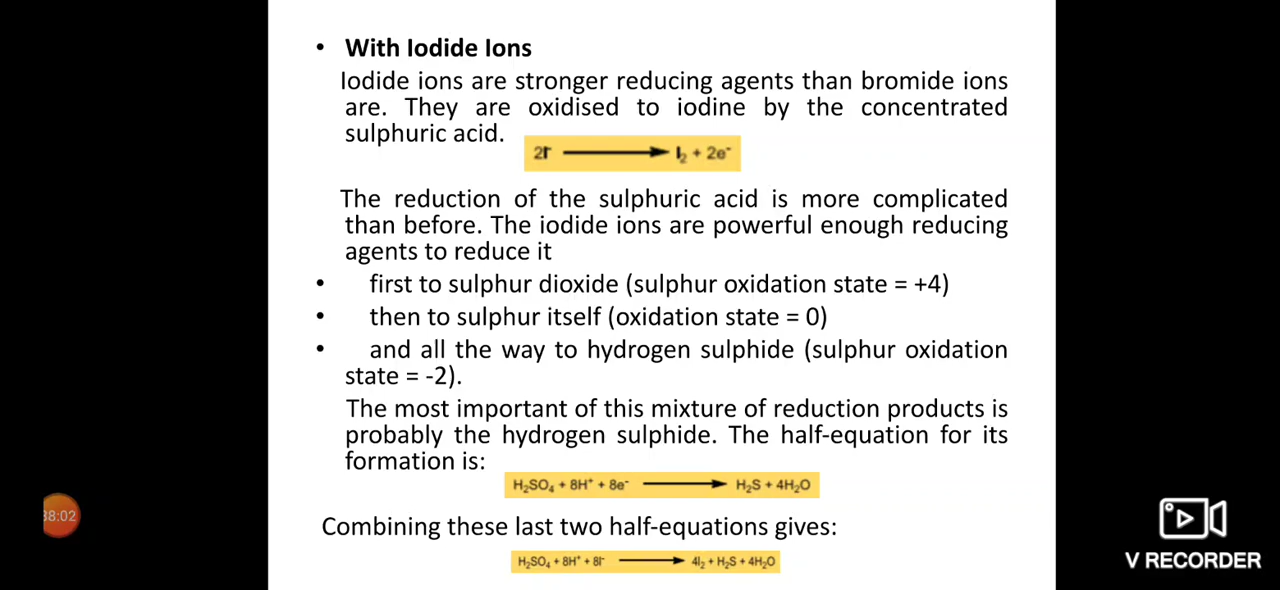 • With Iodide Ions
Iodide ions are stronger reducing agents than bromide ions
are. They are oxidised to iodine by the concentrated
sulphuric acid.
2I⁻ ⟶ I₂ + 2e⁻
The reduction of the sulphuric acid is more complicated
than before. The iodide ions are powerful enough reducing
agents to reduce it
• first to sulphur dioxide (sulphur oxidation state = +4)
• then to sulphur itself (oxidation state = 0)
• and all the way to hydrogen sulphide (sulphur oxidation
state = -2).
The most important of this mixture of reduction products is
probably the hydrogen sulphide. The half-equation for its
formation is:
H₂SO₄ + 8H⁺ + 8e⁻ ⟶ H₂S + 4H₂O
38:02
Combining these last two half-equations gives:
H₂SO₄ + 8H⁺ + 8I⁻ ⟶ 4I₂ + H₂S + 4H₂O
V RECORDER